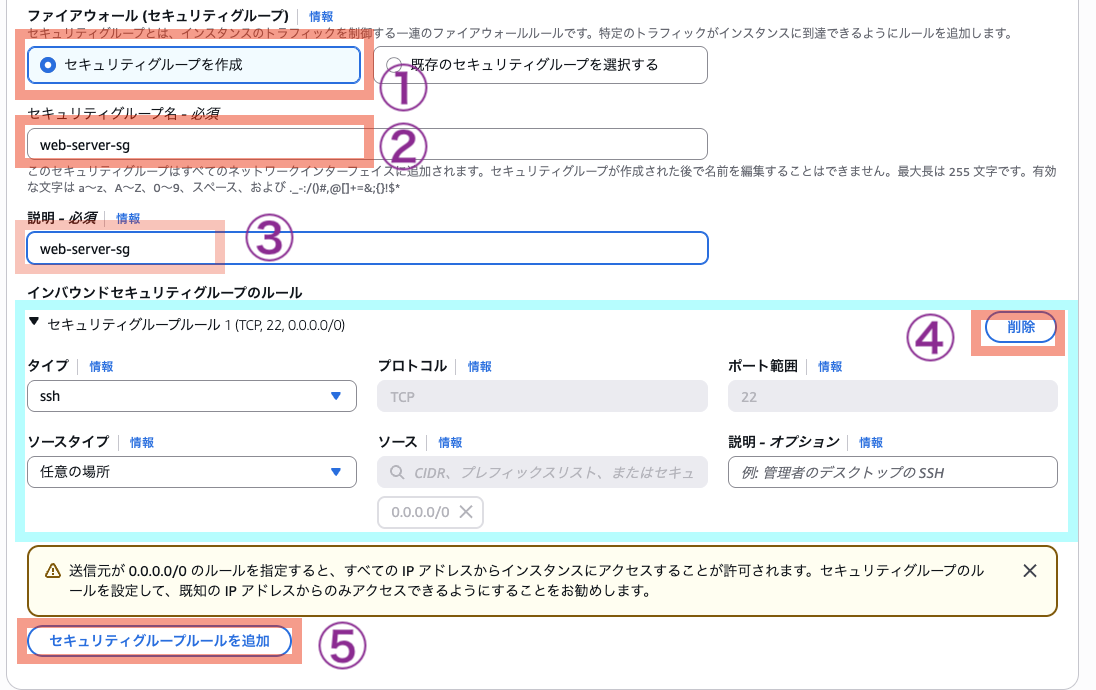 ファイアウォール (セキュリティグループ) 情報
セキュリティグループとは、インスタンスのトラフィックを制御する一連のファイアウォールルールです。特定のトラフィックがインスタンスに到達できるようにルールを追加します。
セキュリティグループを作成 既存のセキュリティグループを選択する
①
セキュリティグループ名 - 必須
web-server-sg ②
このセキュリティグループはすべてのネットワークインターフェイスに追加されます。セキュリティグループが作成された後で名前を編集することはできません。最大長は 255 文字です。有効
な文字は a～z、A～Z、0～9、スペース、および ._-:/()#,@[]+=&;{}!$*
説明 - 必須 情報
web-server-sg ③
インバウンドセキュリティグループのルール
セキュリティグループルール 1 (TCP, 22, 0.0.0.0/0) ④ 削除
タイプ 情報 プロトコル 情報 ポート範囲 情報
ssh TCP 22
ソースタイプ 情報 ソース 情報 説明 - オプション 情報
任意の場所 CIDR、プレフィックスリスト、またはセキュ 例: 管理者のデスクトップの SSH
0.0.0.0/0
送信元が 0.0.0.0/0 のルールを指定すると、すべての IP アドレスからインスタンスにアクセスすることが許可されます。セキュリティグループのル
ールを設定して、既知の IP アドレスからのみアクセスできるようにすることをお勧めします。
セキュリティグループルールを追加 ⑤